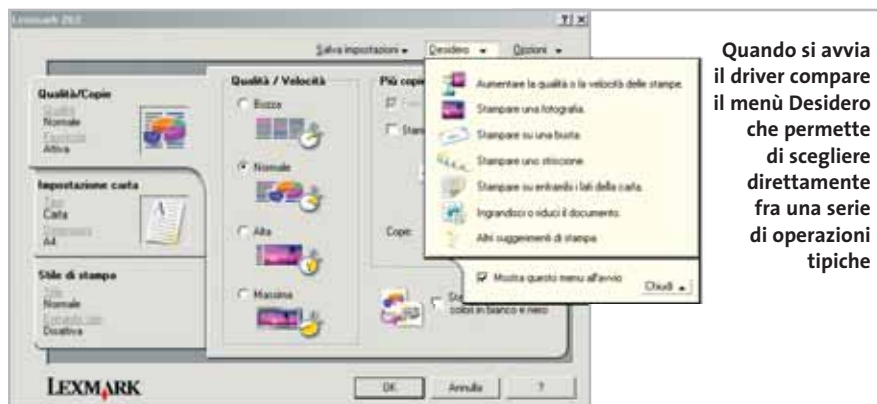 Lexmark
Salva impostazioni
Desidero
Opzioni
Qualità/Copie
Qualità
Normale
Fascicola
Attiva
Impostazione carta
Tipo
Carta
Dimensioni
A4
Stile di stampa
Stile
Normale
Disattiva
Qualità / Velocità
Bozza
Normale
Alta
Massima
Più copie
Copie:
colori in bianco e nero
Aumentare la qualità o la velocità delle stampe.
Stampare una fotografia.
Stampare su una busta.
Stampare uno striscione.
Stampare su entrambi i lati della carta.
Ingrandisci o riduci il documento.
Altri suggerimenti di stampa.
Mostra questo menu all'avvio
Chiudi
LEXMARK
OK
Annulla
?
Quando si avvia
il driver compare
il menù Desidero
che permette
di scegliere
direttamente
fra una serie
di operazioni
tipiche